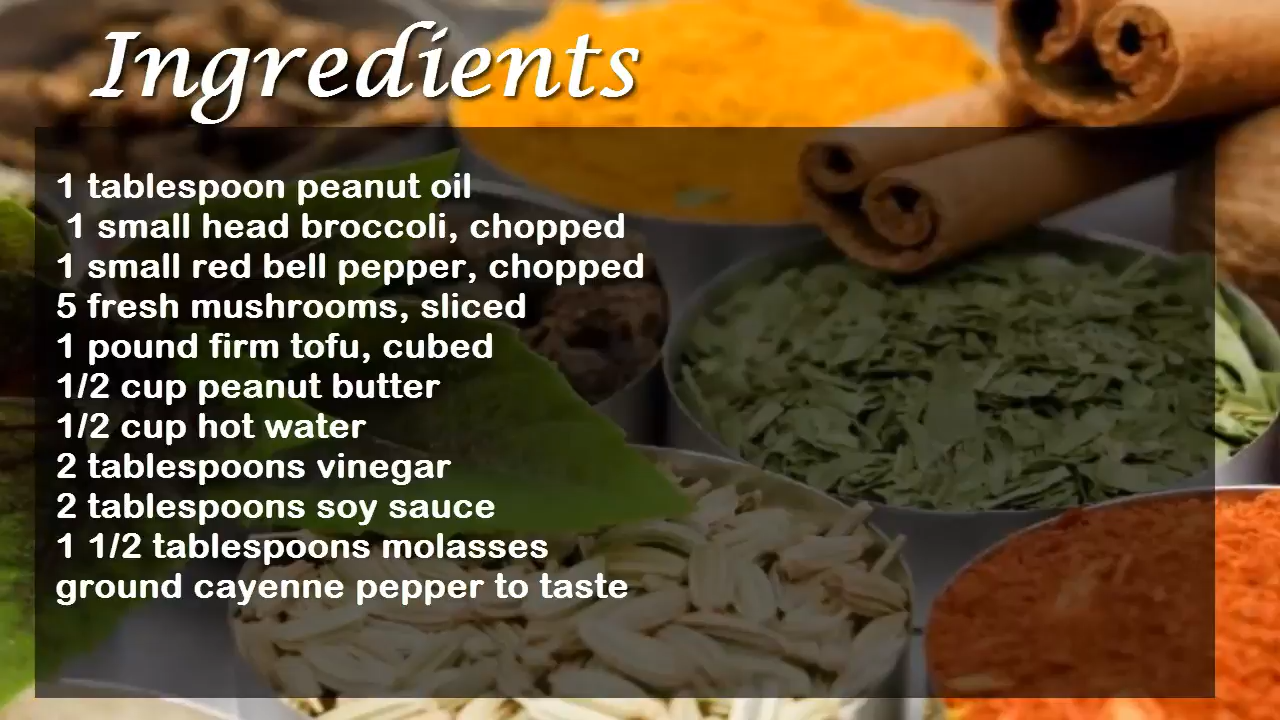 Ingredients
1 tablespoon peanut oil
1 small head broccoli, chopped
1 small red bell pepper, chopped
5 fresh mushrooms, sliced
1 pound firm tofu, cubed
1/2 cup peanut butter
1/2 cup hot water
2 tablespoons vinegar
2 tablespoons soy sauce
1 1/2 tablespoons molasses
ground cayenne pepper to taste